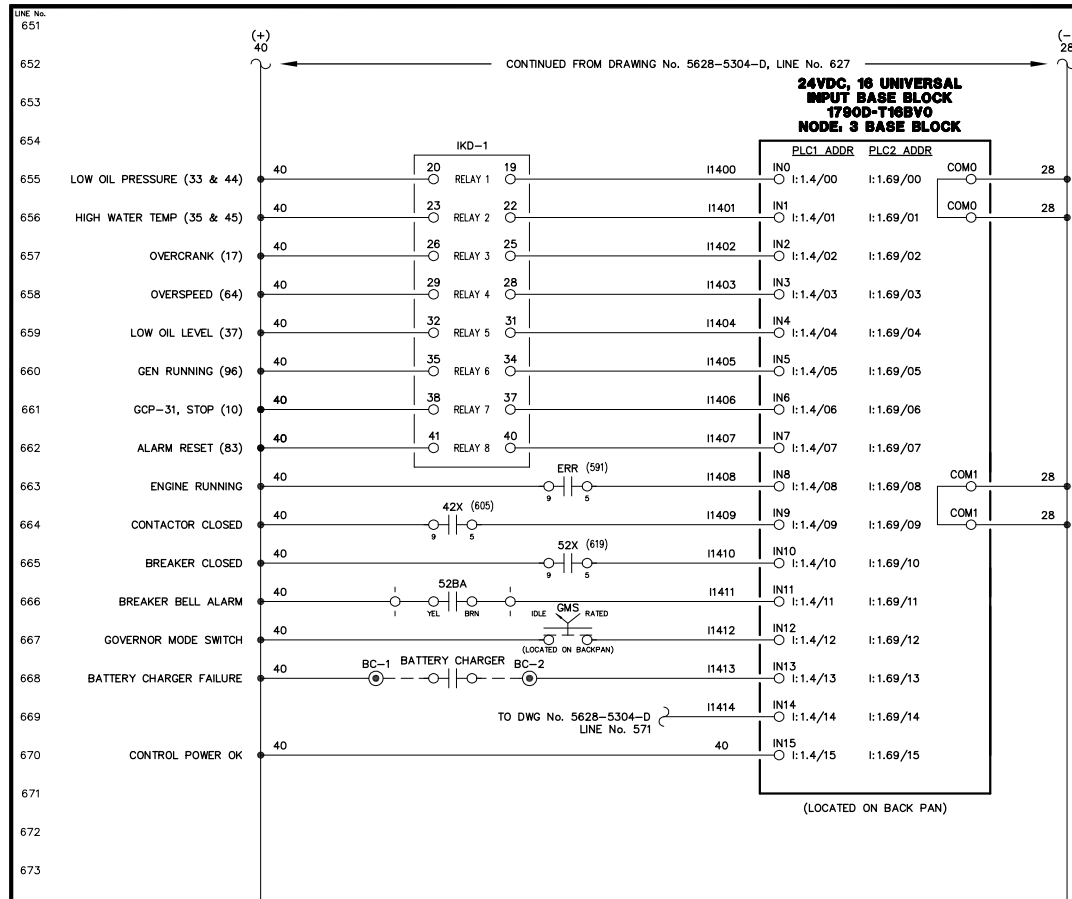 LINE No.
651
(+)
40
(-
28
652 CONTINUED FROM DRAWING No. 5628-5304-D, LINE No. 627
24VDC, 16 UNIVERSAL
INPUT BASE BLOCK
1790D-T16BV0
NODE: 3 BASE BLOCK
653
654 IKD-1 PLC1 ADDR PLC2 ADDR
655 LOW OIL PRESSURE (33 & 44) 40 20 RELAY 1 19 I1400 IN0 I:1.4/00 I:1.69/00 COM0 28
656 HIGH WATER TEMP (35 & 45) 40 23 RELAY 2 22 I1401 IN1 I:1.4/01 I:1.69/01 COM0 28
657 OVERCRANK (17) 40 26 RELAY 3 25 I1402 IN2 I:1.4/02 I:1.69/02
658 OVERSPEED (64) 40 29 RELAY 4 28 I1403 IN3 I:1.4/03 I:1.69/03
659 LOW OIL LEVEL (37) 40 32 RELAY 5 31 I1404 IN4 I:1.4/04 I:1.69/04
660 GEN RUNNING (96) 40 35 RELAY 6 34 I1405 IN5 I:1.4/05 I:1.69/05
661 GCP-31, STOP (10) 40 38 RELAY 7 37 I1406 IN6 I:1.4/06 I:1.69/06
662 ALARM RESET (83) 40 41 RELAY 8 40 I1407 IN7 I:1.4/07 I:1.69/07
663 ENGINE RUNNING 40 ERR (591) 9 5 I1408 IN8 I:1.4/08 I:1.69/08 COM1 28
664 CONTACTOR CLOSED 40 42X (605) 9 5 I1409 IN9 I:1.4/09 I:1.69/09 COM1 28
665 BREAKER CLOSED 40 52X (619) 9 5 I1410 IN10 I:1.4/10 I:1.69/10
666 BREAKER BELL ALARM 40 52BA YEL BRN I1411 IN11 I:1.4/11 I:1.69/11
667 GOVERNOR MODE SWITCH 40 IDLE GMS RATED I1412 IN12 I:1.4/12 I:1.69/12
(LOCATED ON BACKPAN)
668 BATTERY CHARGER FAILURE 40 BC-1 BATTERY CHARGER BC-2 I1413 IN13 I:1.4/13 I:1.69/13
669 TO DWG No. 5628-5304-D I1414 IN14 I:1.4/14 I:1.69/14
LINE No. 571
670 CONTROL POWER OK 40 40 IN15 I:1.4/15 I:1.69/15
671
(LOCATED ON BACK PAN)
672
673